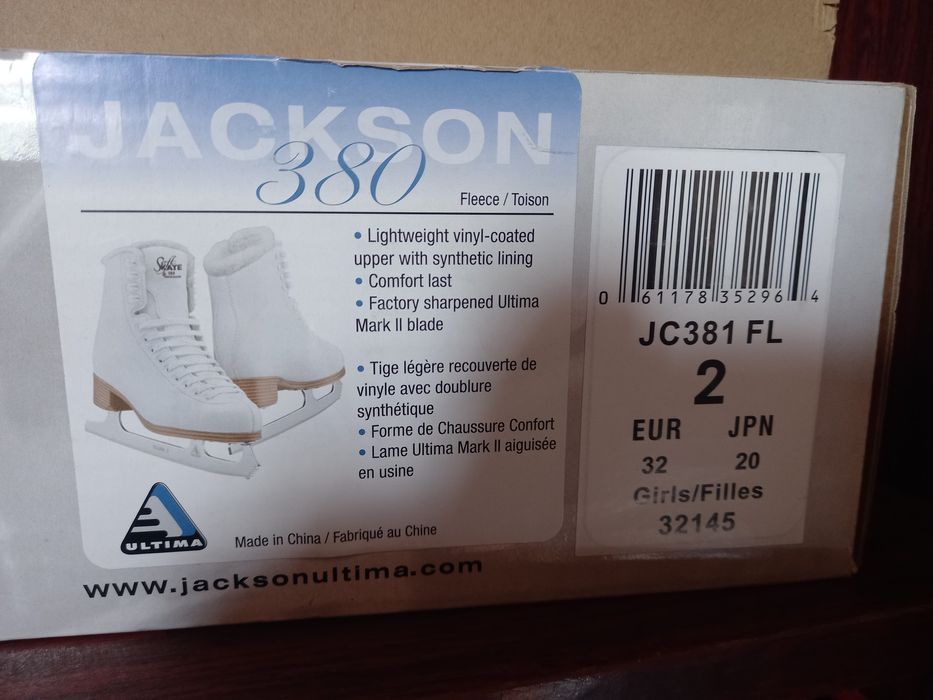 JACKSON
380
Fleece / Toison
• Lightweight vinyl-coated
upper with synthetic lining
• Comfort last
• Factory sharpened Ultima
Mark II blade
• Tige légère recouverte de
vinyle avec doublure
synthétique
• Forme de Chaussure Confort
• Lame Ultima Mark II aiguisée
en usine
ULTIMA
Made in China / Fabriqué au Chine
www.jacksonultima.com
0 61178 35296 4
JC381 FL
2
EUR JPN
32 20
Girls/Filles
32145